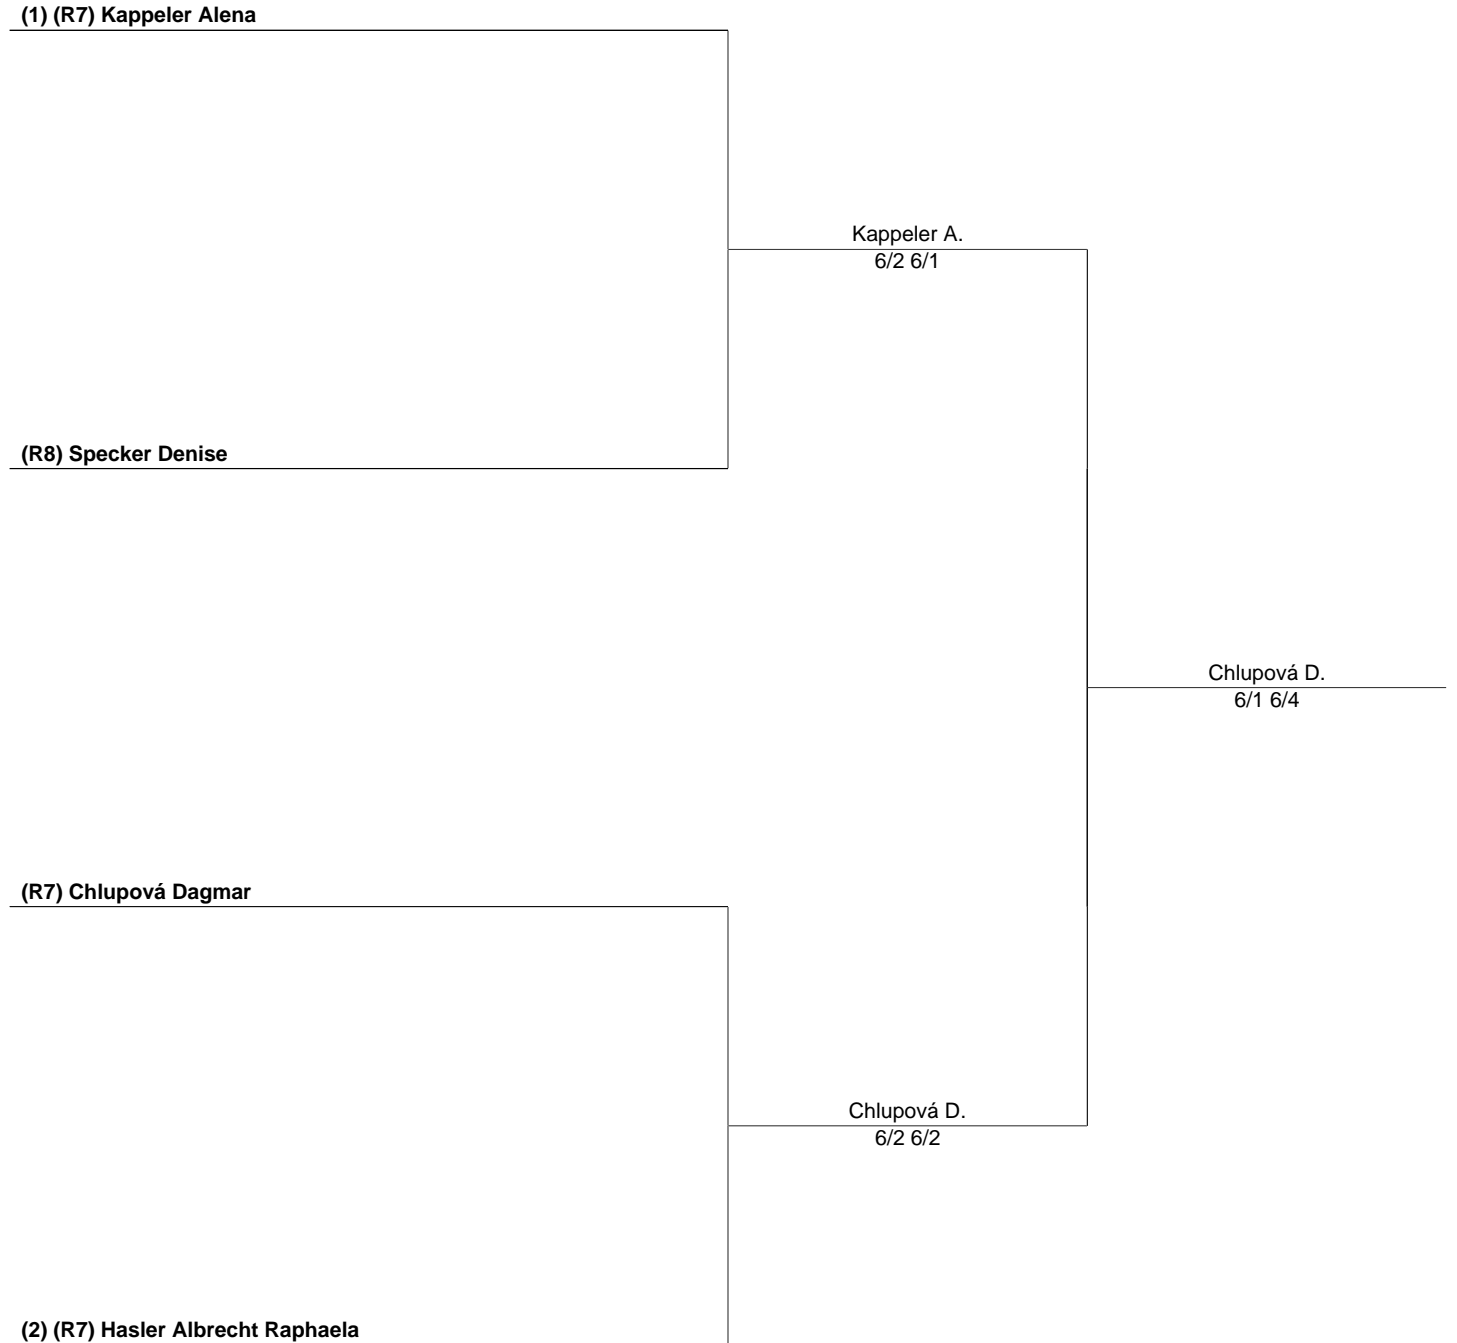 (1) (R7) Kappeler Alena
Kappeler A.
6/2 6/1
(R8) Specker Denise
Chlupová D.
6/1 6/4
(R7) Chlupová Dagmar
Chlupová D.
6/2 6/2
(2) (R7) Hasler Albrecht Raphaela